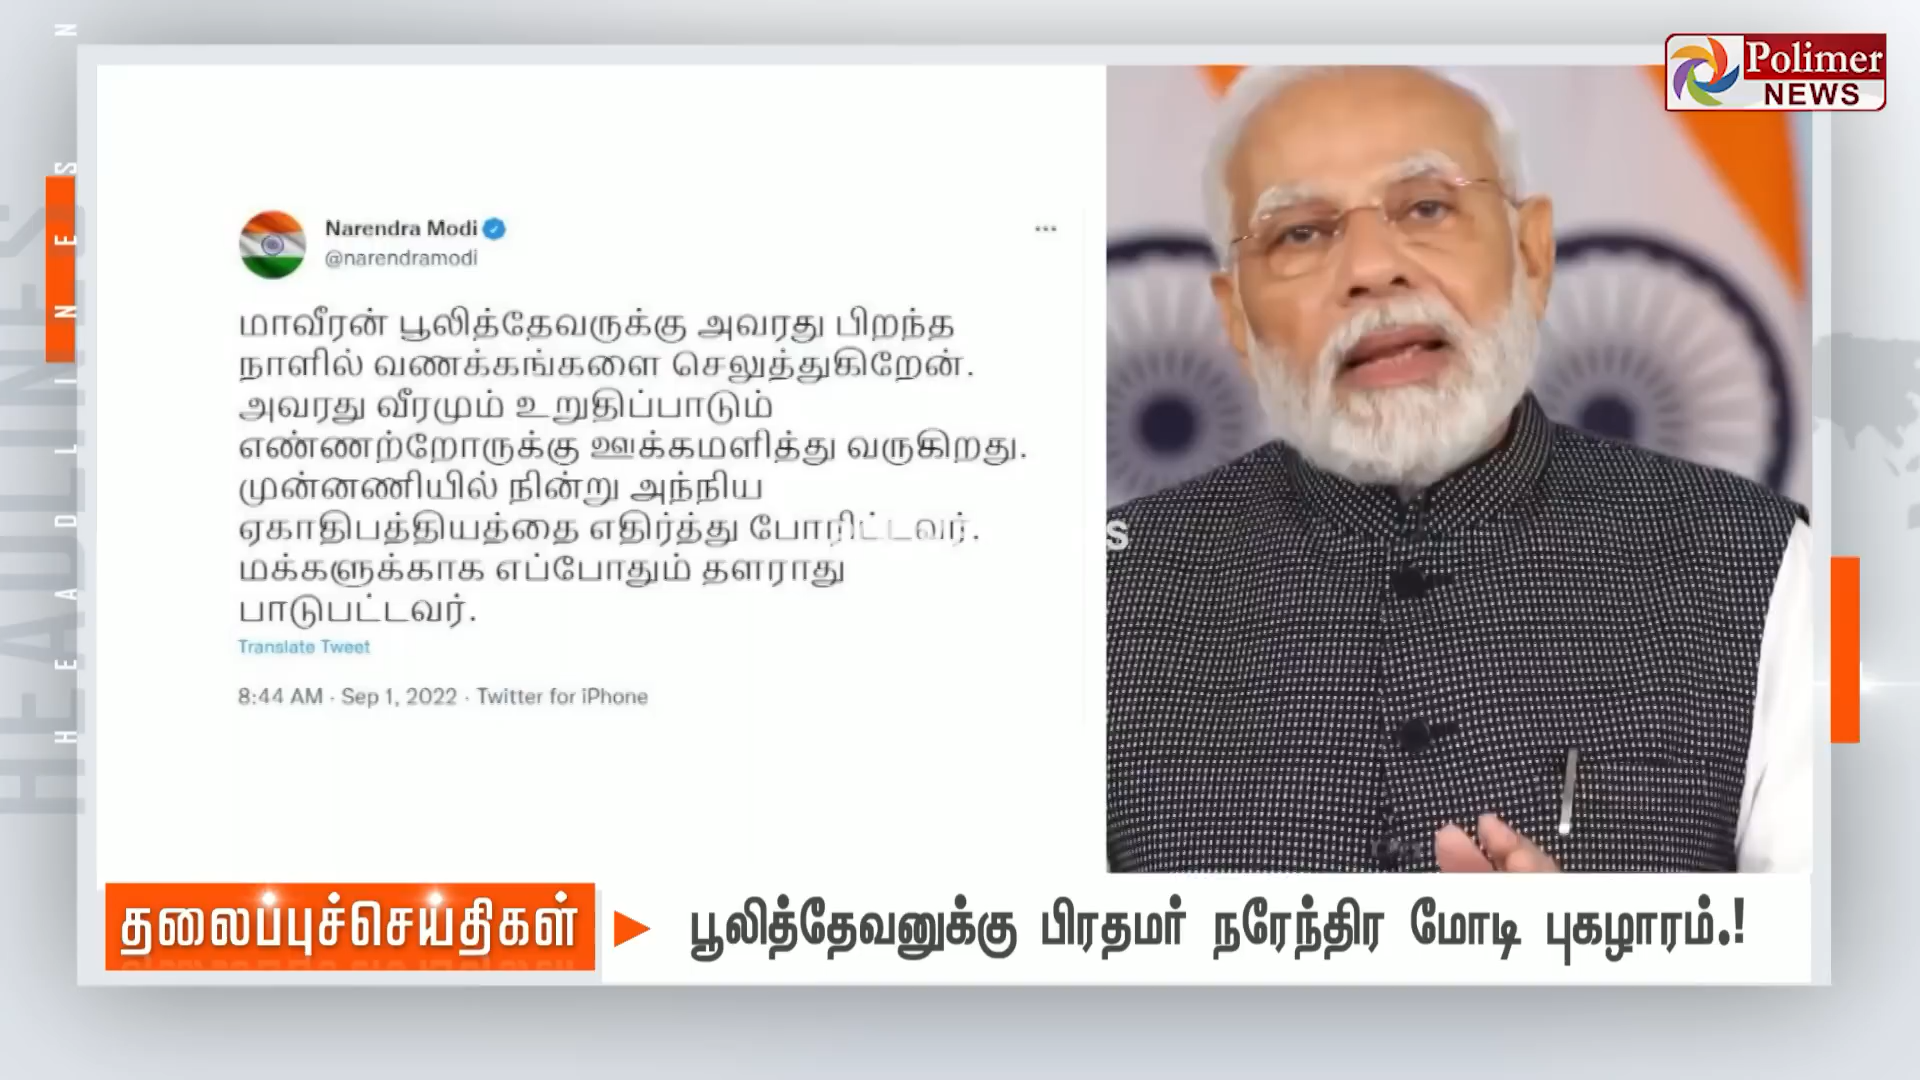 Polimer
NEWS
HEADLINES
HEADLINES N
Narendra Modi
@narendramodi
மாவீரன் பூலித்தேவருக்கு அவரது பிறந்த
நாளில் வணக்கங்களை செலுத்துகிறேன்.
அவரது வீரமும் உறுதிப்பாடும்
எண்ணற்றோருக்கு ஊக்கமளித்து வருகிறது.
முன்னணியில் நின்று அந்நிய
ஏகாதிபத்தியத்தை எதிர்த்து போரிட்டவர்.
மக்களுக்காக எப்போதும் தளராது
பாடுபட்டவர்.
Translate Tweet
8:44 AM · Sep 1, 2022 · Twitter for iPhone
தலைப்புச்செய்திகள்
பூலித்தேவனுக்கு பிரதமர் நரேந்திர மோடி புகழாரம்.!